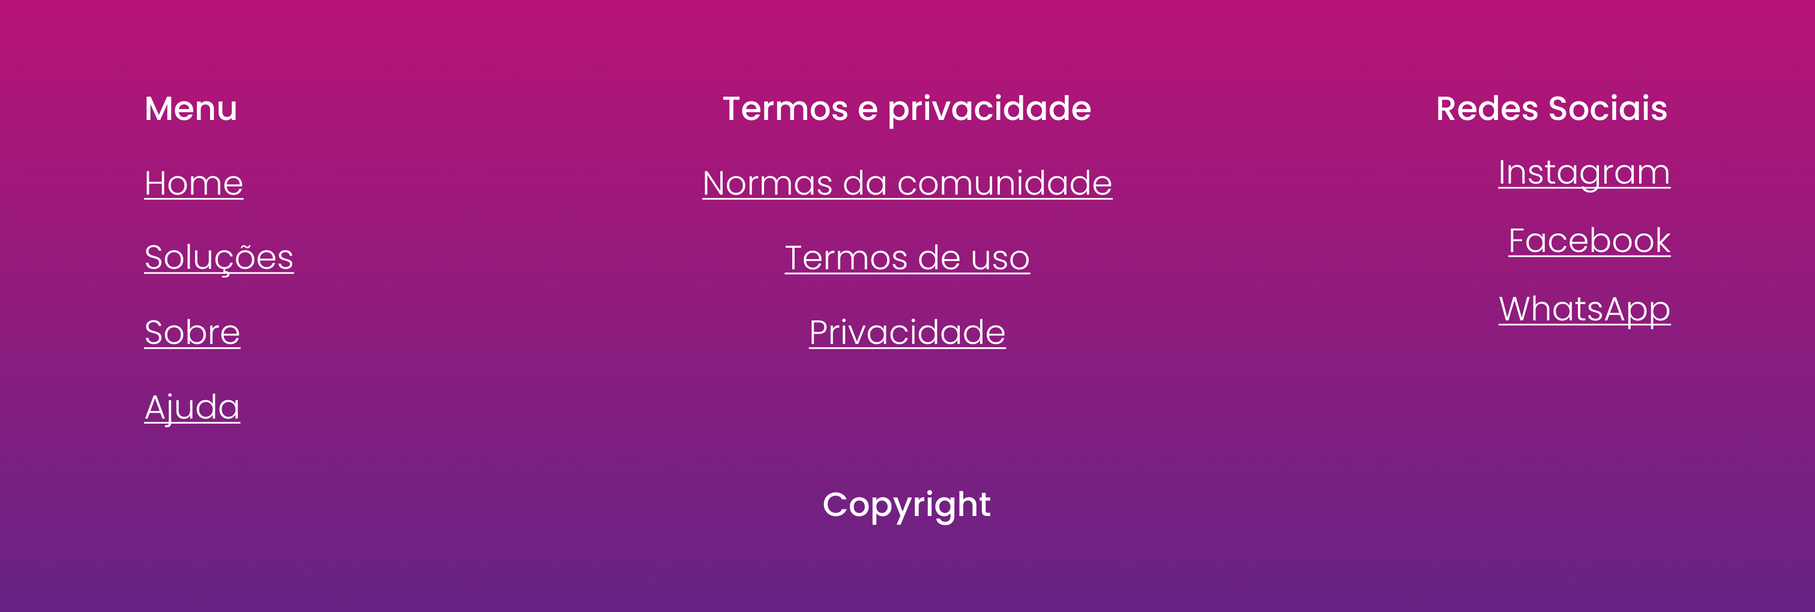 Menu
Home
Soluções
Sobre
Ajuda
Termos e privacidade
Normas da comunidade
Termos de uso
Privacidade
Redes Sociais
Instagram
Facebook
WhatsApp
Copyright